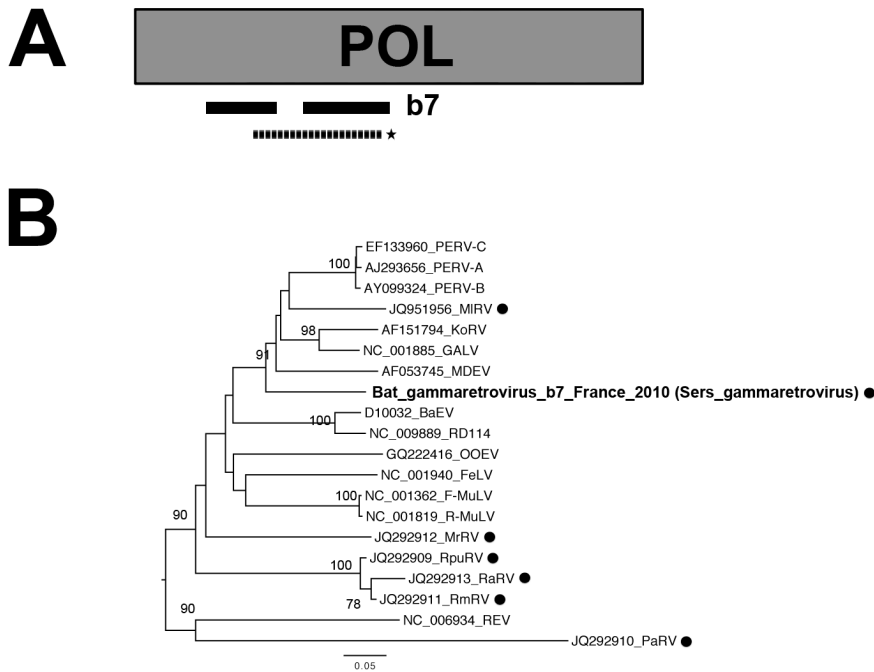 A
POL
b7
B
EF133960_PERV-C
100
AJ293656_PERV-A
AY099324_PERV-B
JQ951956_MlRV
98
AF151794_KoRV
NC_001885_GALV
91
AF053745_MDEV
Bat_gammaretrovirus_b7_France_2010 (Sers_gammaretrovirus)
D10032_BaEV
100
NC_009889_RD114
GQ222416_OOEV
NC_001940_FeLV
100
NC_001362_F-MuLV
NC_001819_R-MuLV
90
JQ292912_MrRV
JQ292909_RpuRV
100
JQ292913_RaRV
JQ292911_RmRV
78
90
NC_006934_REV
JQ292910_PaRV
0.05